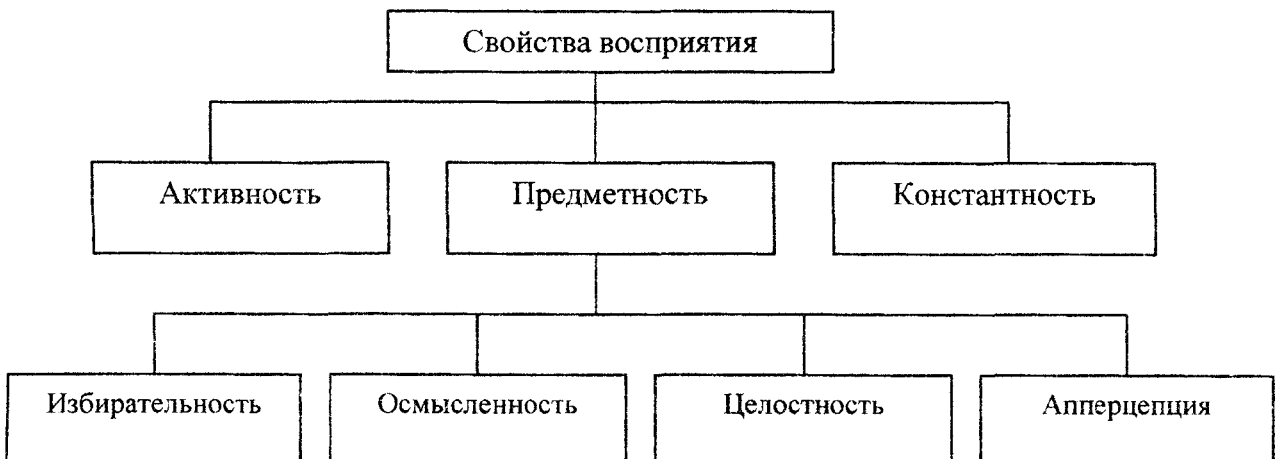 Свойства восприятия
Активность
Предметность
Константность
Избирательность
Осмысленность
Целостность
Апперцепция